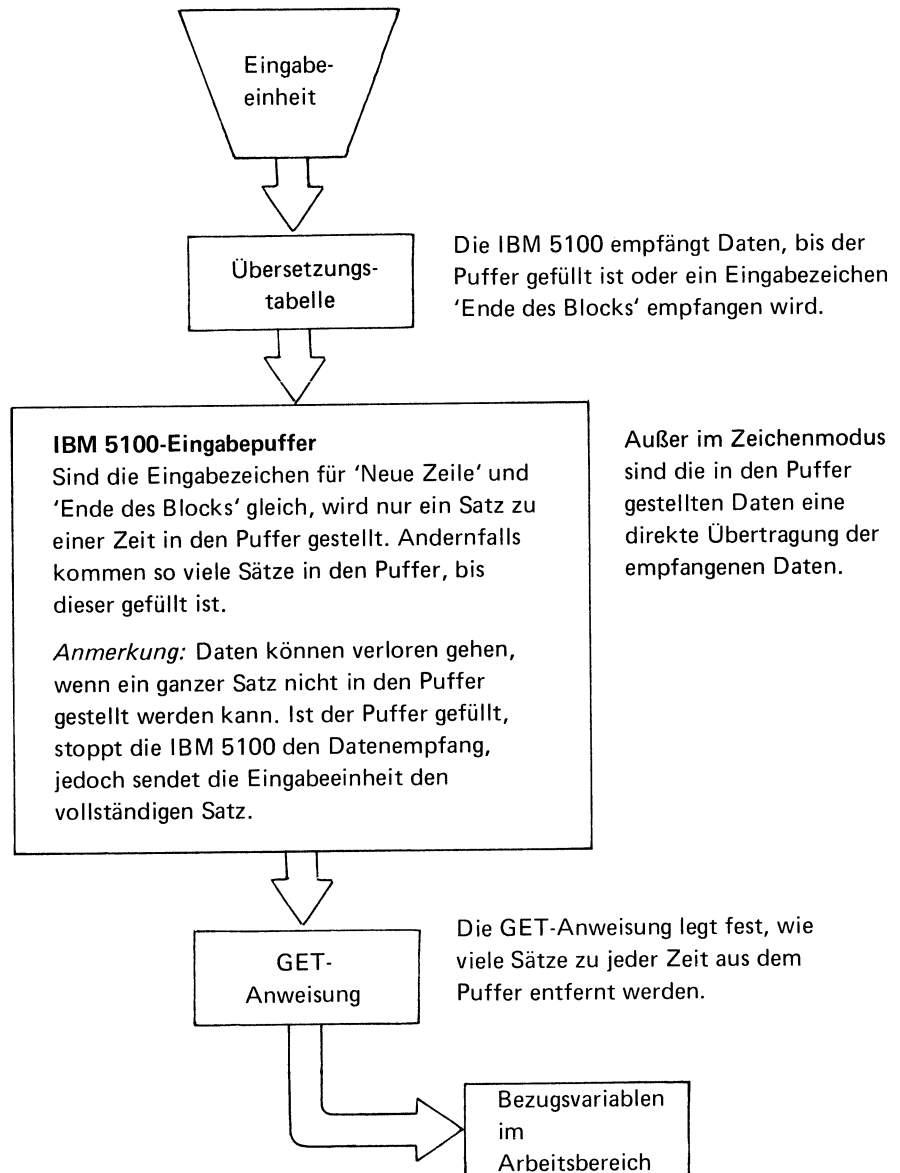 Eingabe-
einheit
Übersetzungs-
tabelle
Die IBM 5100 empfängt Daten, bis der
Puffer gefüllt ist oder ein Eingabezeichen
'Ende des Blocks' empfangen wird.
IBM 5100-Eingabepuffer
Sind die Eingabezeichen für 'Neue Zeile' und
'Ende des Blocks' gleich, wird nur ein Satz zu
einer Zeit in den Puffer gestellt. Andernfalls
kommen so viele Sätze in den Puffer, bis
dieser gefüllt ist.
Anmerkung: Daten können verloren gehen,
wenn ein ganzer Satz nicht in den Puffer
gestellt werden kann. Ist der Puffer gefüllt,
stoppt die IBM 5100 den Datenempfang,
jedoch sendet die Eingabeeinheit den
vollständigen Satz.
Außer im Zeichenmodus
sind die in den Puffer
gestellten Daten eine
direkte Übertragung der
empfangenen Daten.
GET-
Anweisung
Die GET-Anweisung legt fest, wie
viele Sätze zu jeder Zeit aus dem
Puffer entfernt werden.
Bezugsvariablen
im
Arbeitsbereich